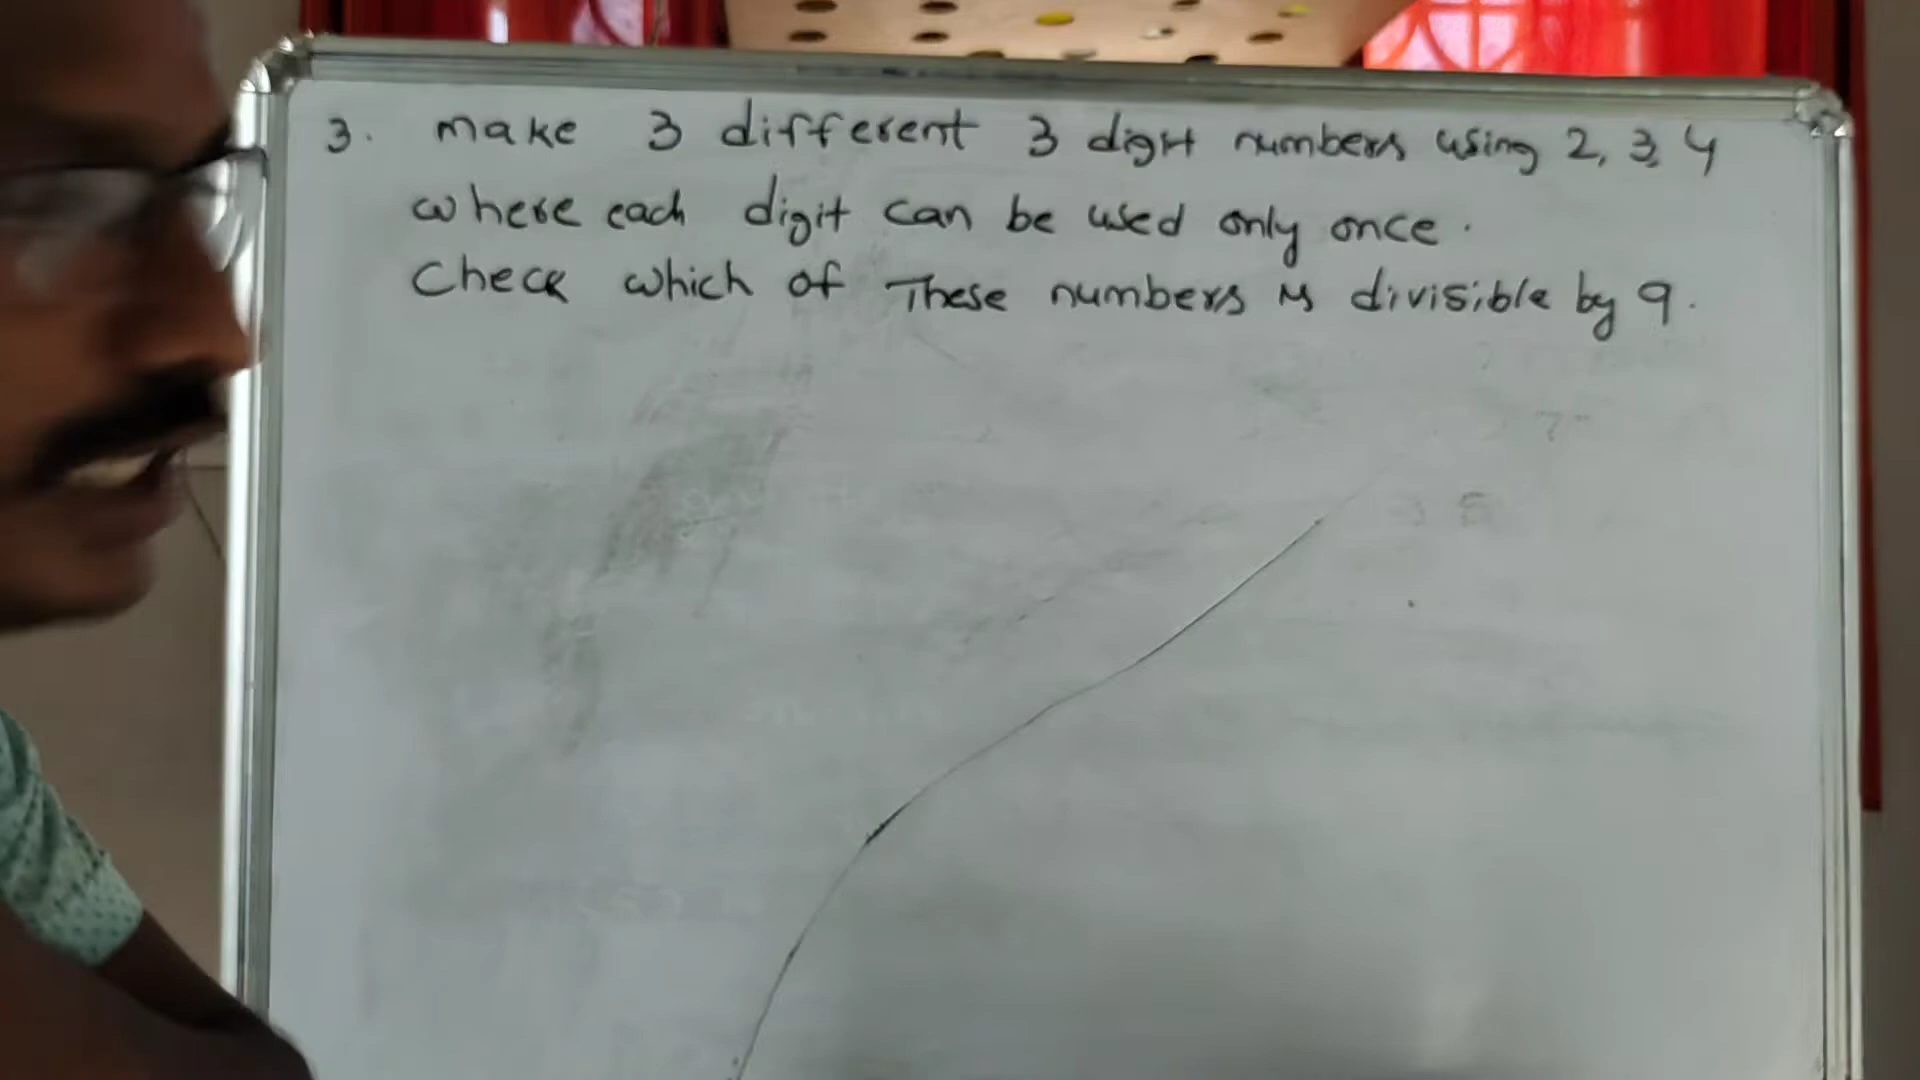 3. make 3 different 3 digit numbers using 2, 3, 4
where each digit can be used only once.
Check which of These numbers is divisible by 9.